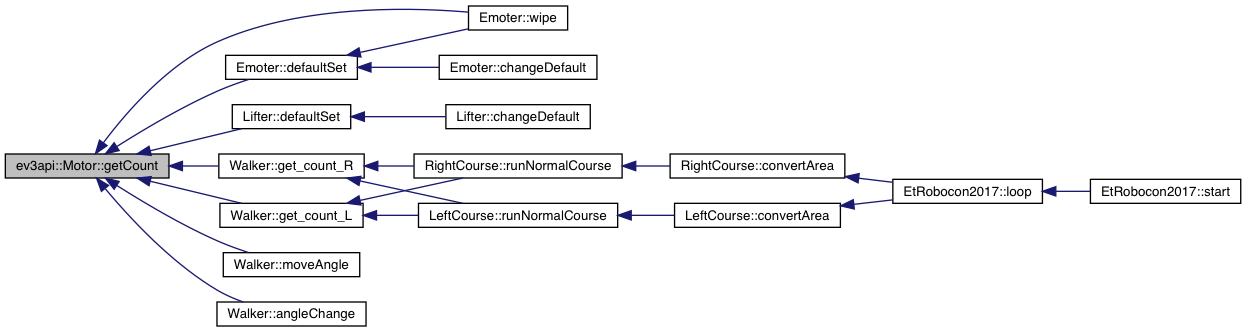 Emoter::wipe
Emoter::defaultSet
Emoter::changeDefault
Lifter::defaultSet
Lifter::changeDefault
ev3api::Motor::getCount
Walker::get_count_R
RightCourse::runNormalCourse
RightCourse::convertArea
EtRobocon2017::loop
EtRobocon2017::start
Walker::get_count_L
LeftCourse::runNormalCourse
LeftCourse::convertArea
Walker::moveAngle
Walker::angleChange